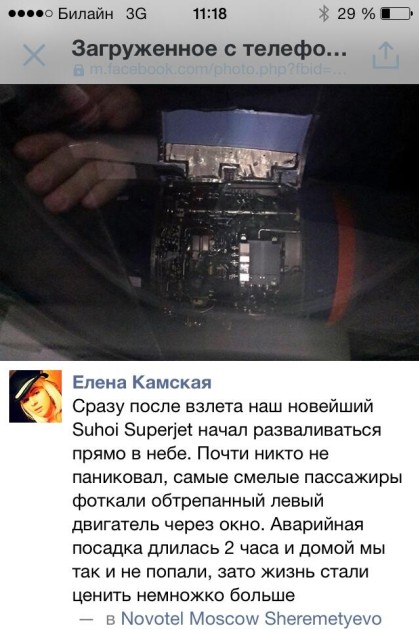 Билайн 3G 11:18 29 %
Загруженное с телефо...
m.facebook.com/photo.php?fbid=...
Елена Камская
Сразу после взлета наш новейший
Suhoi Superjet начал разваливаться
прямо в небе. Почти никто не
паниковал, самые смелые пассажиры
фоткали обтрепанный левый
двигатель через окно. Аварийная
посадка длилась 2 часа и домой мы
так и не попали, зато жизнь стали
ценить немножко больше
— в Novotel Moscow Sheremetyevo